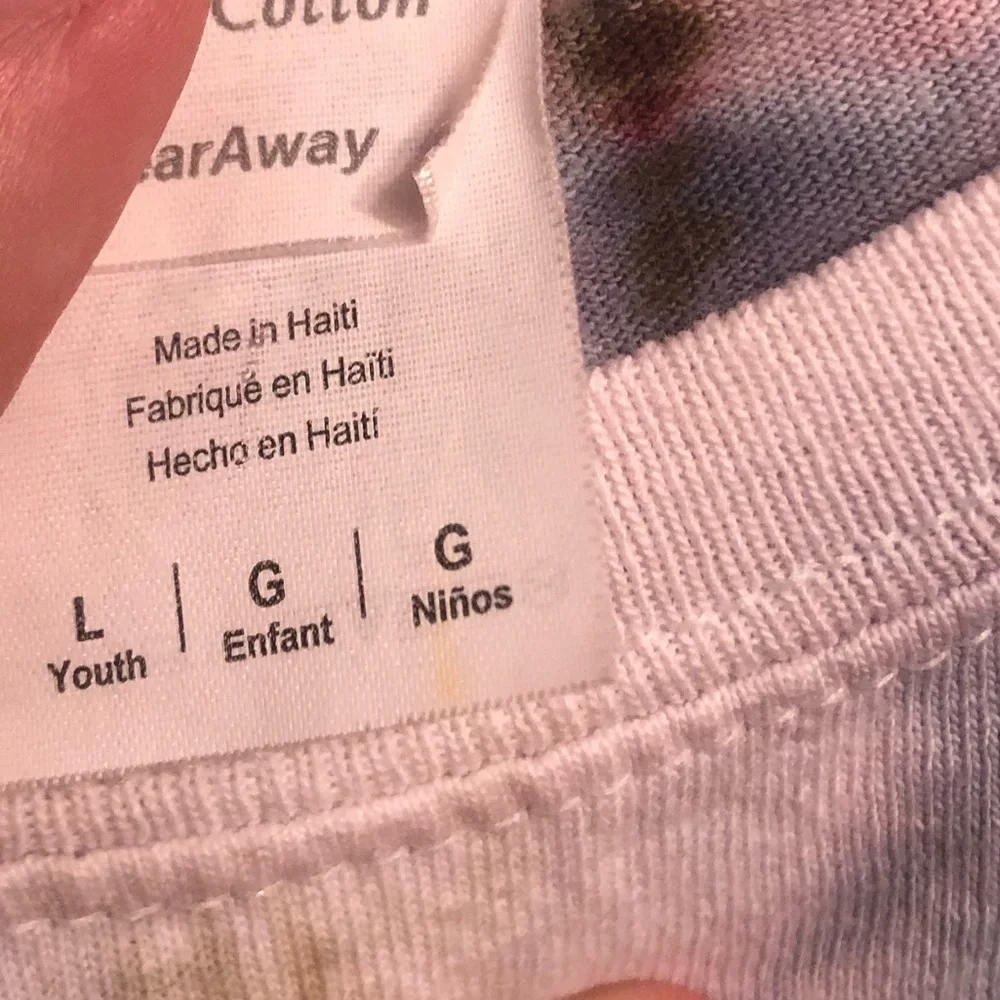 Cotton
earAway
Made in Haiti
Fabriqué en Haïti
Hecho en Haití
L | G | G
Youth Enfant Niños